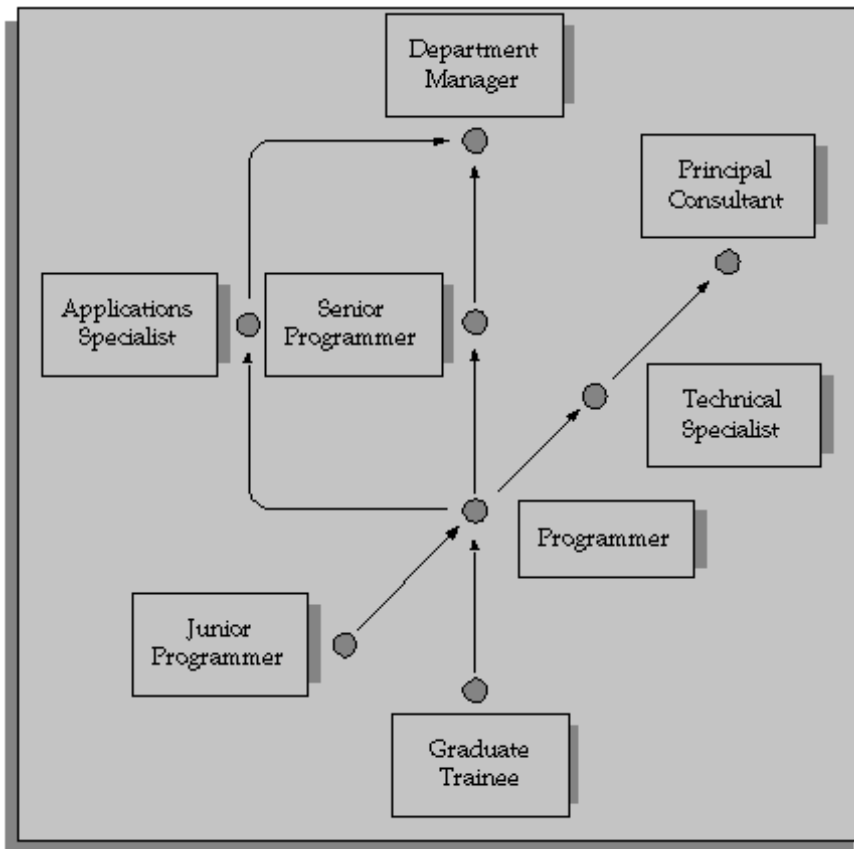 Department
Manager
Principal
Consultant
Applications
Specialist
Senior
Programmer
Technical
Specialist
Programmer
Junior
Programmer
Graduate
Trainee